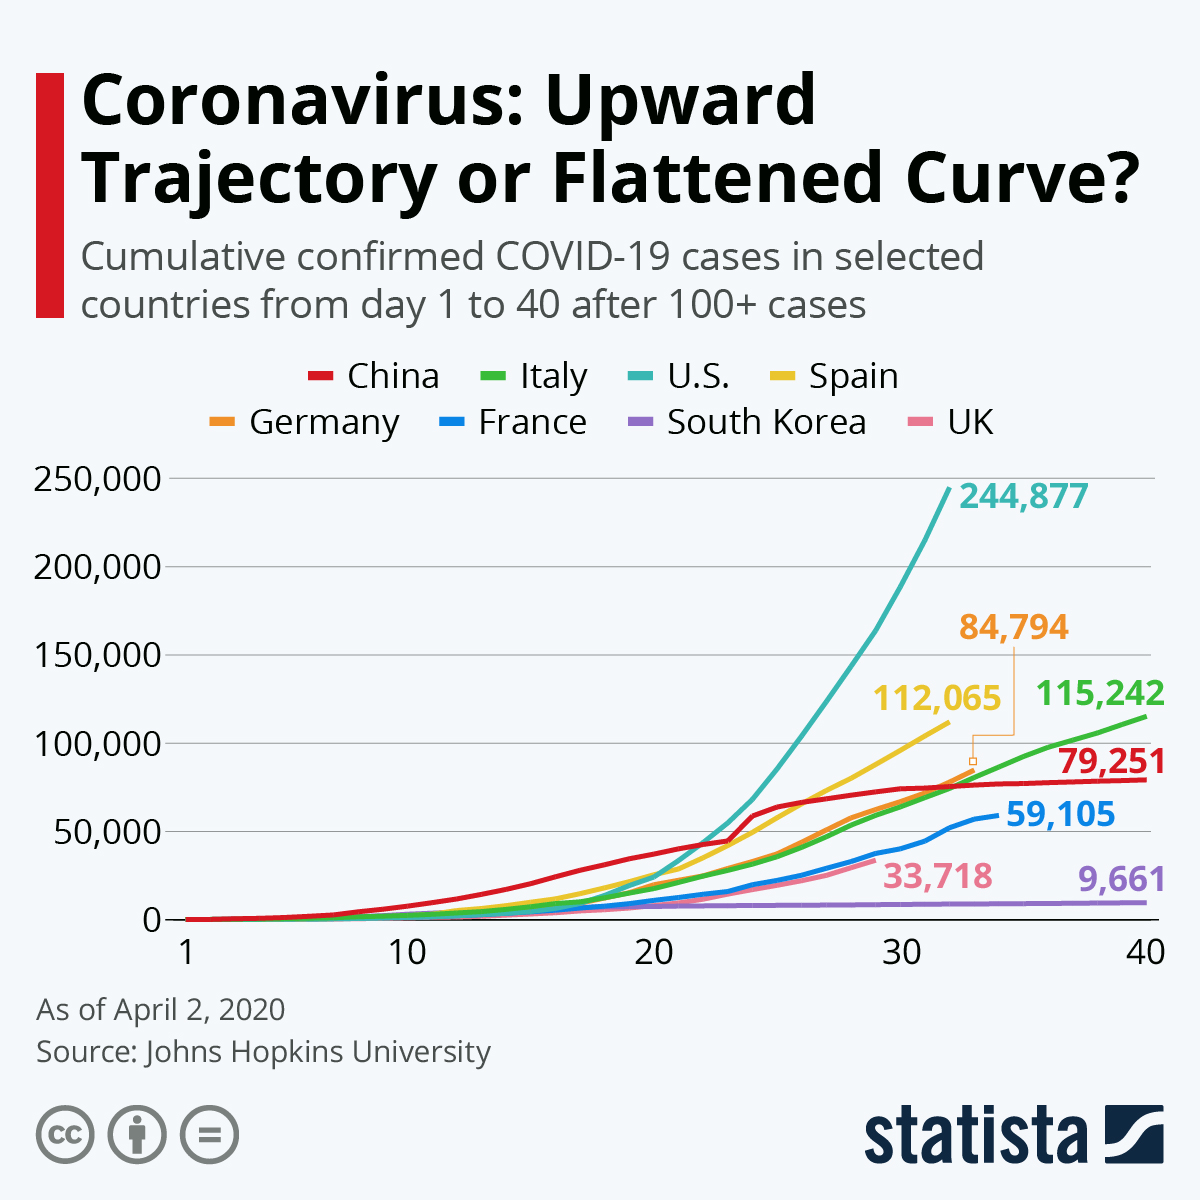 Coronavirus: Upward
Trajectory or Flattened Curve?
Cumulative confirmed COVID-19 cases in selected
countries from day 1 to 40 after 100+ cases
China Italy U.S. Spain
Germany France South Korea UK
250,000
244,877
200,000
84,794
150,000
112,065
115,242
100,000
79,251
50,000
59,105
33,718
9,661
0
1 10 20 30 40
As of April 2, 2020
Source: Johns Hopkins University
cc
statista